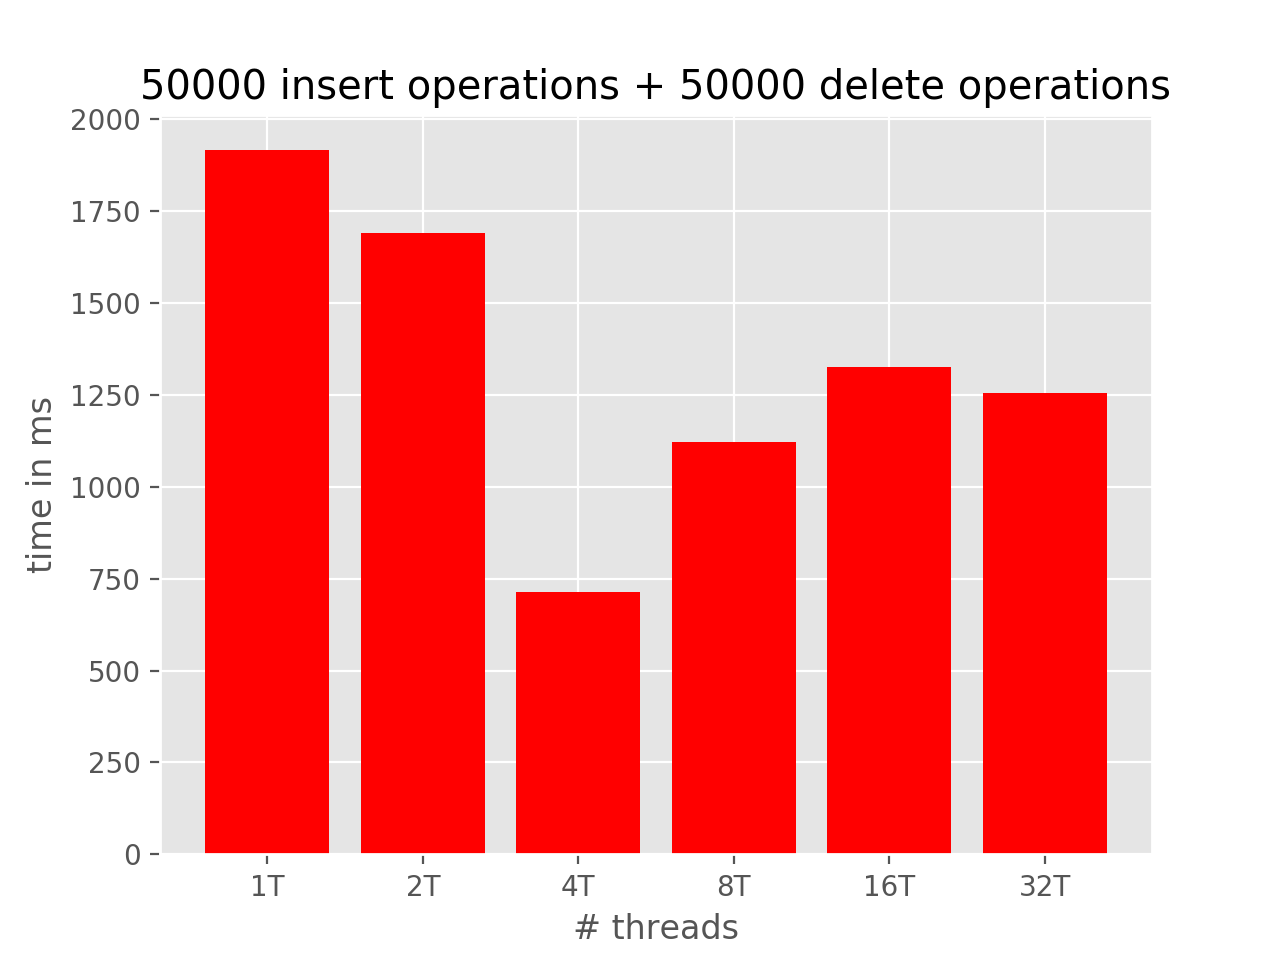 50000 insert operations + 50000 delete operations
2000
1750
1500
1250
1000
750
500
250
0
time in ms
1T 2T 4T 8T 16T 32T
# threads